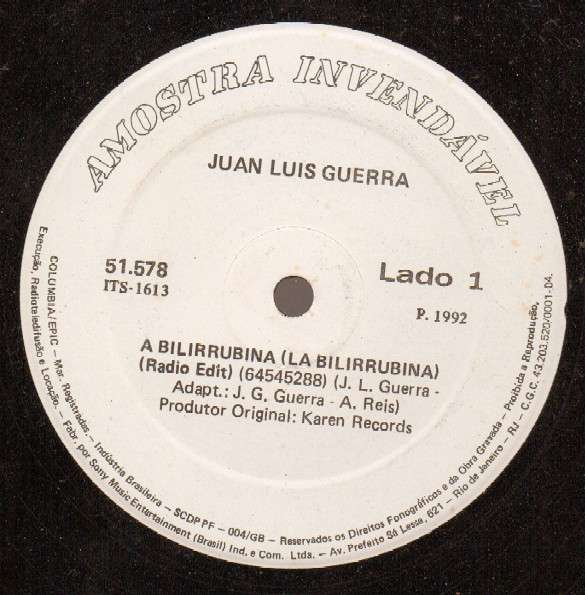 AMOSTRA INVENDÁVEL
JUAN LUIS GUERRA
51.578
ITS-1613
Lado 1
P. 1992
A BILIRRUBINA (LA BILIRRUBINA)
(Radio Edit) (64545288) (J. L. Guerra -
Adapt.: J. G. Guerra - A. Reis)
Produtor Original: Karen Records
COLUMBIA/EPIC - Mar. Registradas. - Indústria Brasileira - SCDP PF - 004/GB - Reservados os Direitos Fonográficos e da Obra Gravada - Proibida a Reprodução,
Execução, Radioteledifusão e Locação. - Fabr. por Sony Music Entertainment (Brasil) Ind. e Com. Ltda. - Av. Prefeito Sá Lessa, 621 - Rio de Janeiro - RJ - C.G.C. 43.203.520/0001-04.